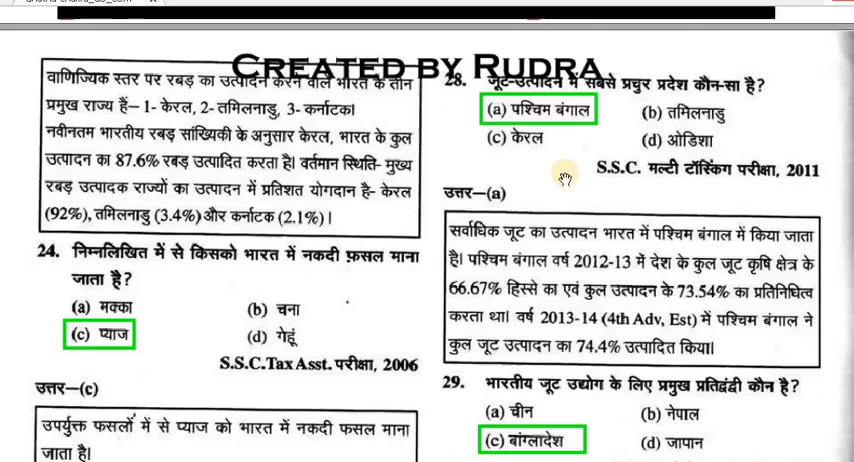 CREATED BY RUDRA
वाणिज्यिक स्तर पर रबड़ का उत्पादन करने वाले भारत के तीन
प्रमुख राज्य हैं– 1- केरल, 2- तमिलनाडु, 3- कर्नाटक।
नवीनतम भारतीय रबड़ सांख्यिकी के अनुसार केरल, भारत के कुल
उत्पादन का 87.6% रबड़ उत्पादित करता है। वर्तमान स्थिति- मुख्य
रबड़ उत्पादक राज्यों का उत्पादन में प्रतिशत योगदान है- केरल
(92%), तमिलनाडु (3.4%) और कर्नाटक (2.1%)।
24. निम्नलिखित में से किसको भारत में नकदी फ़सल माना
जाता है?
(a) मक्का (b) चना
(c) प्याज (d) गेहूं
S.S.C.Tax Asst. परीक्षा, 2006
उत्तर–(c)
उपर्युक्त फसलों में से प्याज को भारत में नकदी फसल माना
जाता है।
28. जूट-उत्पादन में सबसे प्रचुर प्रदेश कौन-सा है?
(a) पश्चिम बंगाल (b) तमिलनाडु
(c) केरल (d) ओडिशा
S.S.C. मल्टी टॉस्किंग परीक्षा, 2011
उत्तर–(a)
सर्वाधिक जूट का उत्पादन भारत में पश्चिम बंगाल में किया जाता
है। पश्चिम बंगाल वर्ष 2012-13 में देश के कुल जूट कृषि क्षेत्र के
66.67% हिस्से का एवं कुल उत्पादन के 73.54% का प्रतिनिधित्व
करता था। वर्ष 2013-14 (4th Adv, Est) में पश्चिम बंगाल ने
कुल जूट उत्पादन का 74.4% उत्पादित किया।
29. भारतीय जूट उद्योग के लिए प्रमुख प्रतिद्वंद्वी कौन है?
(a) चीन (b) नेपाल
(c) बांग्लादेश (d) जापान